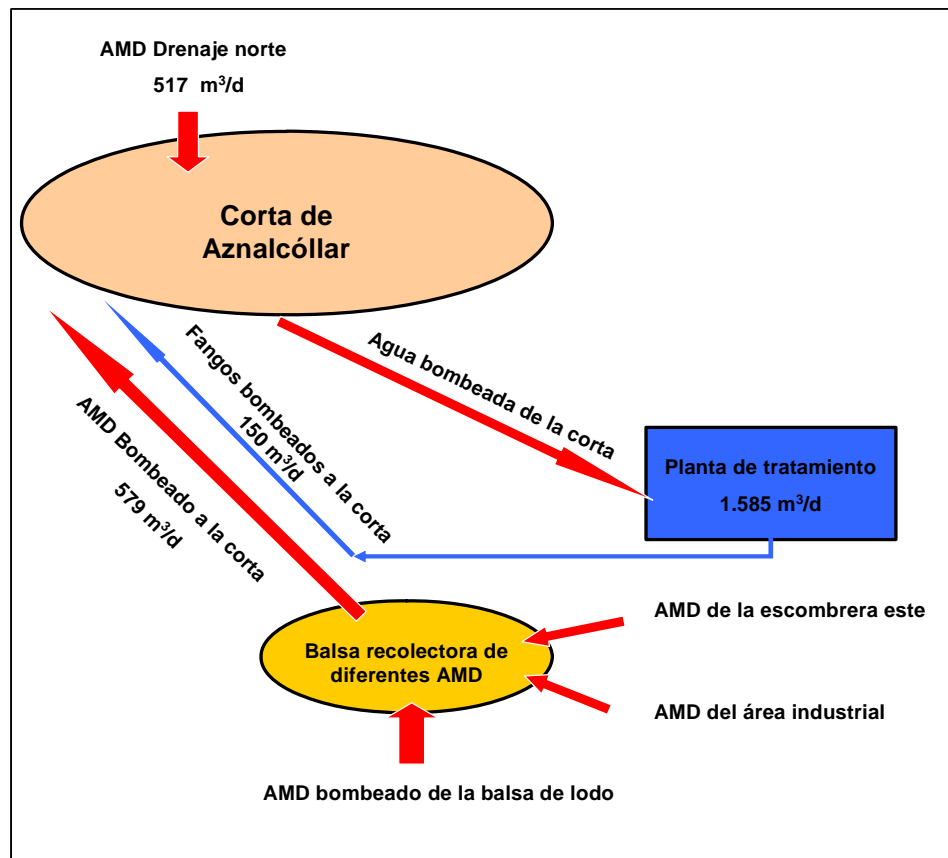 AMD Drenaje norte
517 m³/d
Corta de
Aznalcóllar
Agua bombeada de la corta
Fangos bombeados a la corta
150 m³/d
AMD Bombeado a la corta
579 m³/d
Planta de tratamiento
1.585 m³/d
AMD de la escombrera este
Balsa recolectora de
diferentes AMD
AMD del área industrial
AMD bombeado de la balsa de lodo